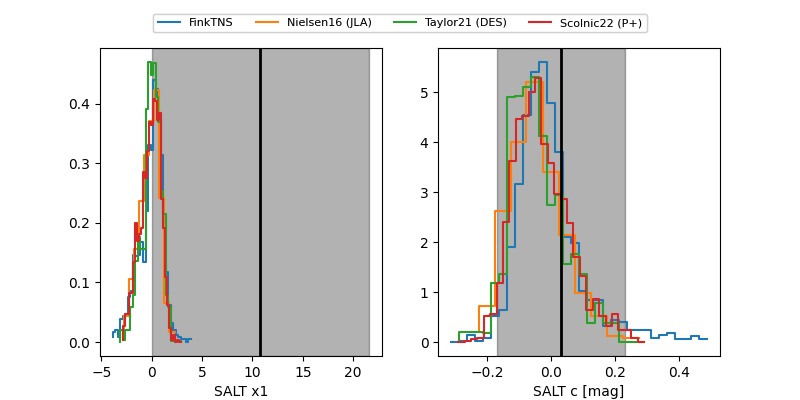 FinkTNS Nielsen16 (JLA) Taylor21 (DES) Scolnic22 (P+)
0.4
0.3
0.2
0.1
0.0
−5 0 5 10 15 20
SALT x1
5
4
3
2
1
0
−0.2 0.0 0.2 0.4
SALT c [mag]